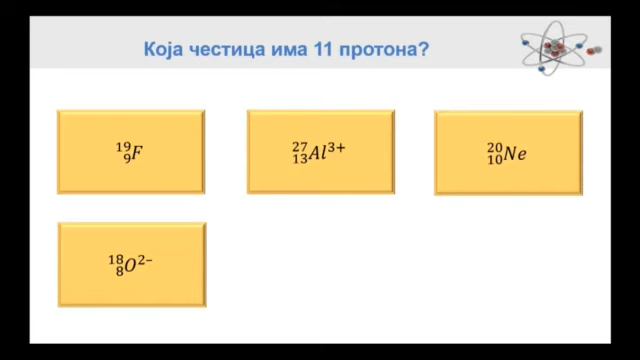 Која честица има 11 протона?
¹⁹₉F
²⁷₁₃Al³⁺
²⁰₁₀Ne
¹⁸₈O²⁻